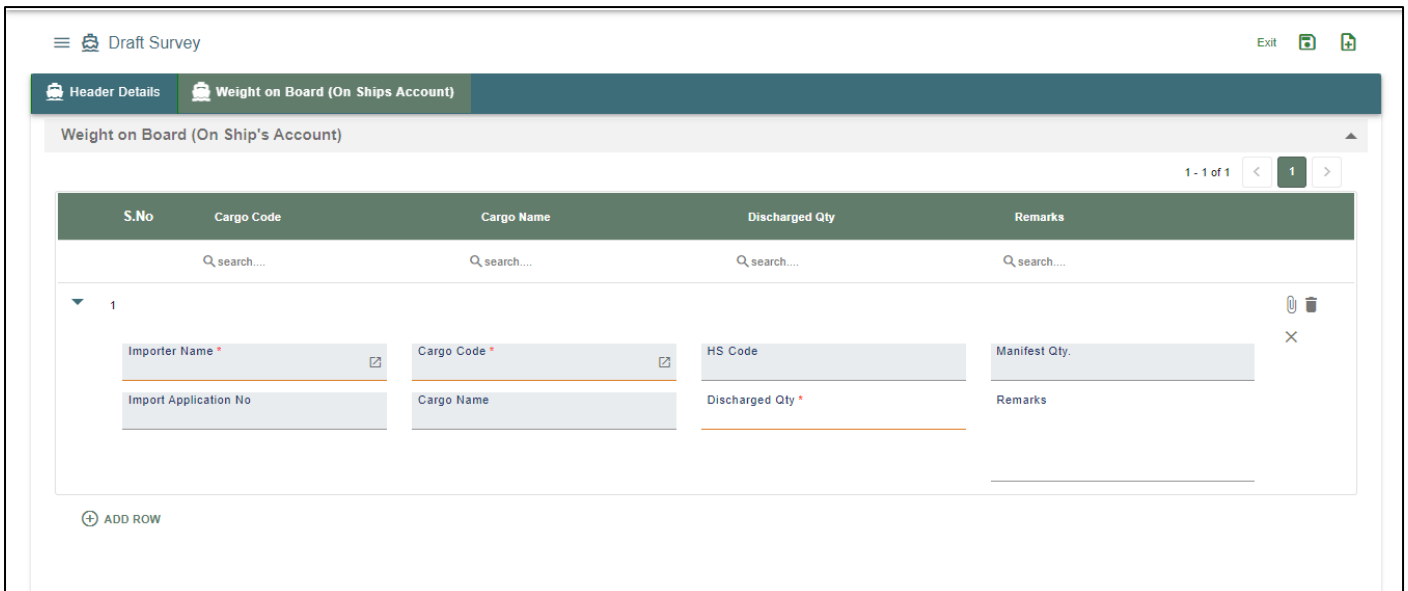 Draft Survey
Exit
Header Details
Weight on Board (On Ships Account)
Weight on Board (On Ship's Account)
1 - 1 of 1 < 1 >
S.No Cargo Code Cargo Name Discharged Qty Remarks
search.... search.... search.... search....
1
Importer Name * Cargo Code * HS Code Manifest Qty.
Import Application No Cargo Name Discharged Qty * Remarks
ADD ROW